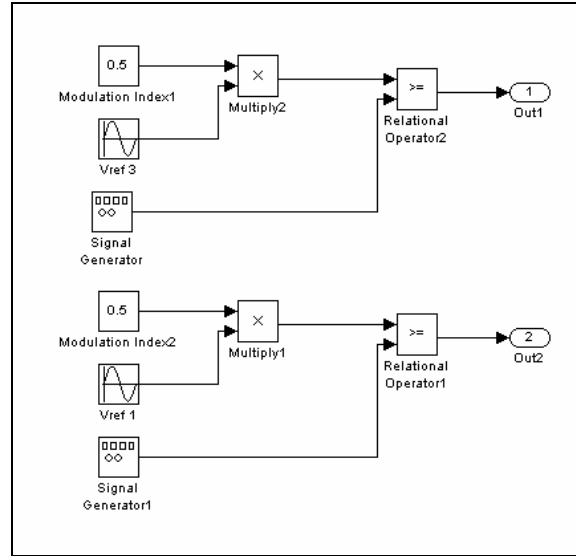 0.5
Modulation Index1
×
Multiply2
>=
Relational
Operator2
1
Out1
Vref 3
Signal
Generator
0.5
Modulation Index2
×
Multiply1
>=
Relational
Operator1
2
Out2
Vref 1
Signal
Generator1